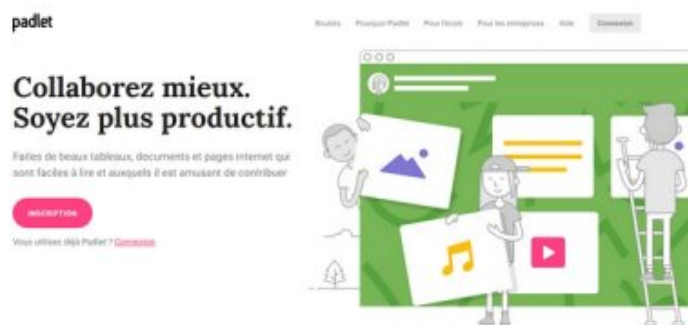 padlet
Pourquoi Padlet Pour l'école Pour les entreprises Aide Connexion
Collaborez mieux.
Soyez plus productif.
Faites de beaux tableaux, documents et pages internet qui
sont faciles à lire et auxquels il est amusant de contribuer
INSCRIPTION
Vous utilisez déjà Padlet ? Connexion.